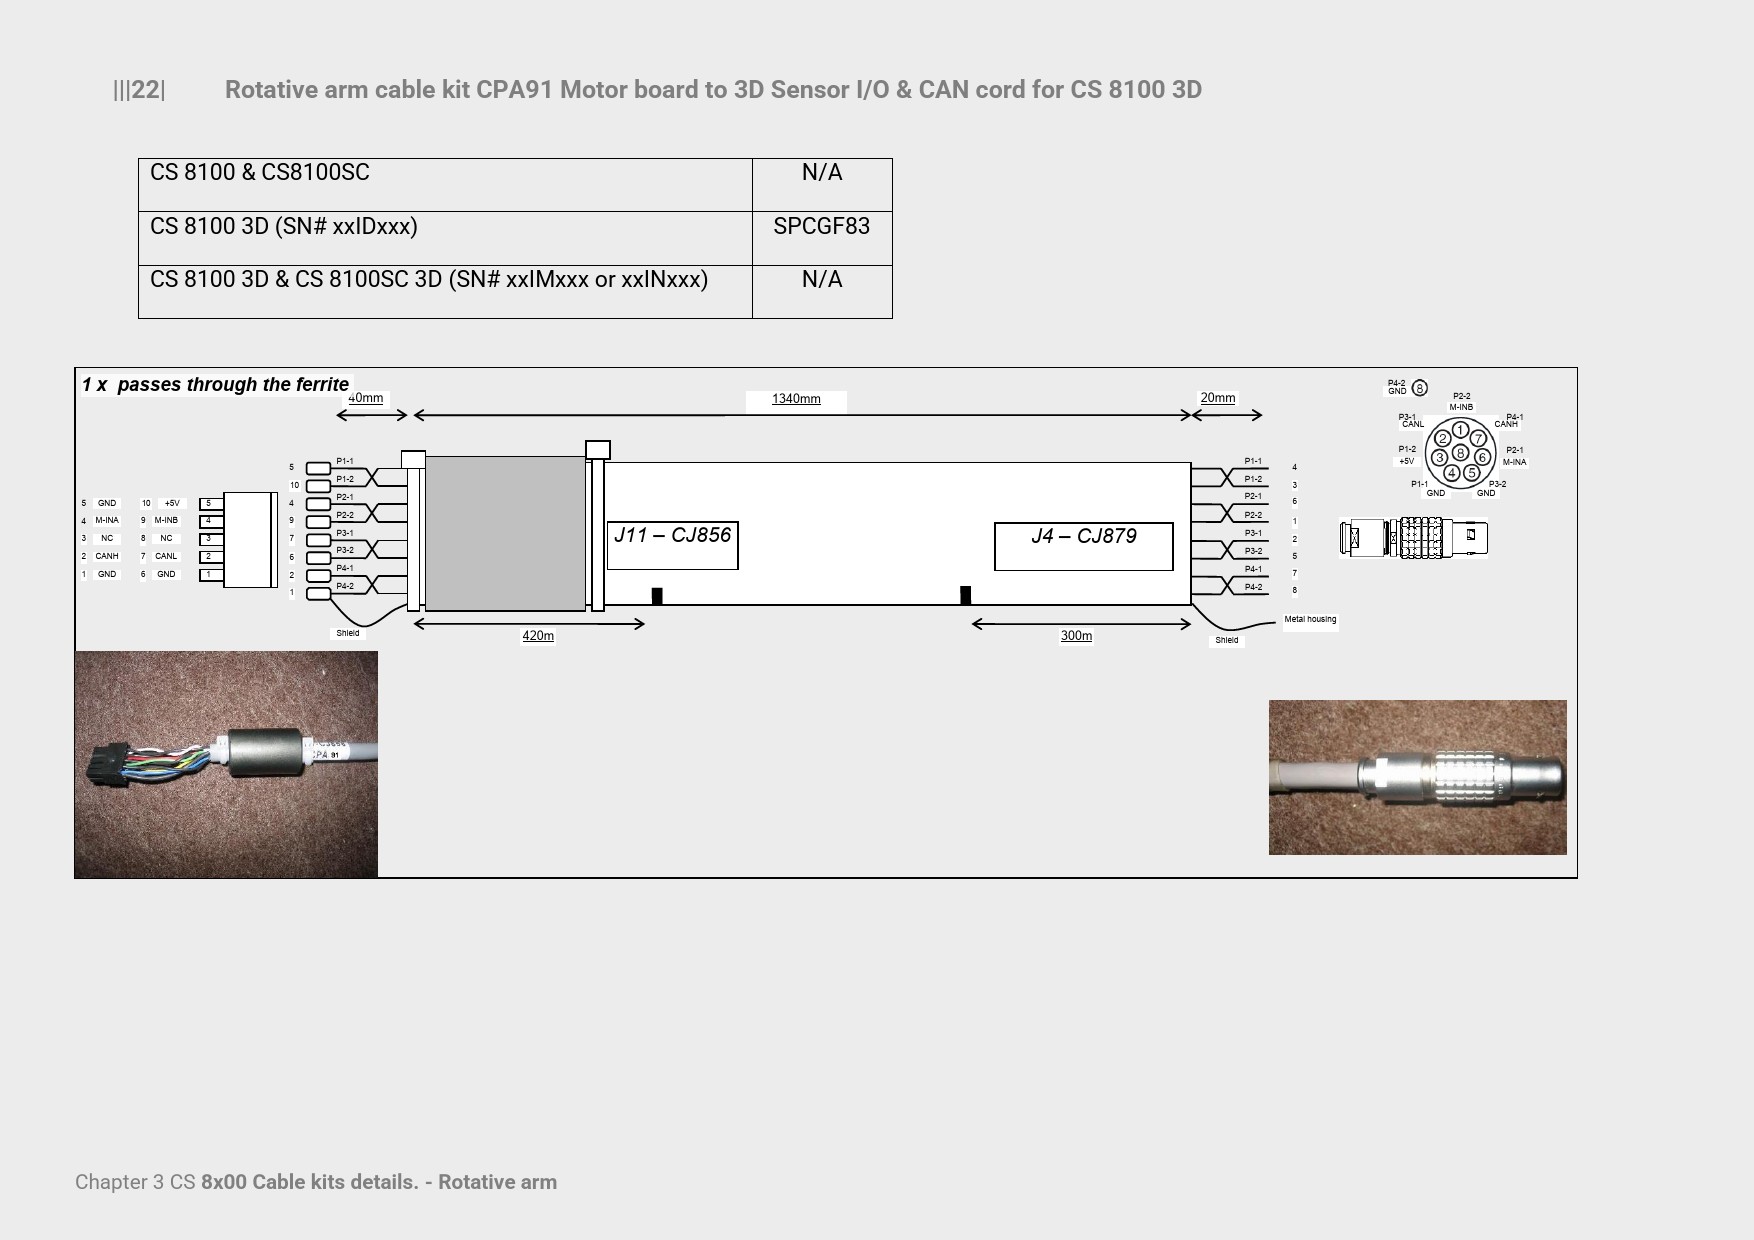 |||22| Rotative arm cable kit CPA91 Motor board to 3D Sensor I/O & CAN cord for CS 8100 3D
CS 8100 & CS8100SC N/A
CS 8100 3D (SN# xxIDxxx) SPCGF83
CS 8100 3D & CS 8100SC 3D (SN# xxIMxxx or xxINxxx) N/A
1 x passes through the ferrite
40mm
1340mm
20mm
P4-2
GND
8
P2-2
M-INB
P3-1
CANL
P4-1
CANH
1
2
7
P1-2
+5V
3
8
6
P2-1
M-INA
4
5
P1-1
GND
P3-2
GND
5 GND 10 +5V 5
4 M-INA 9 M-INB 4
3 NC 8 NC 3
2 CANH 7 CANL 2
1 GND 6 GND 1
5 P1-1
10 P1-2
4 P2-1
9 P2-2
7 P3-1
6 P3-2
2 P4-1
1 P4-2
Shield
J11 – CJ856
J4 – CJ879
P1-1 4
P1-2 3
P2-1 6
P2-2 1
P3-1 2
P3-2 5
P4-1 7
P4-2 8
Metal housing
Shield
420m
300m
CPA 91
Chapter 3 CS 8x00 Cable kits details. - Rotative arm